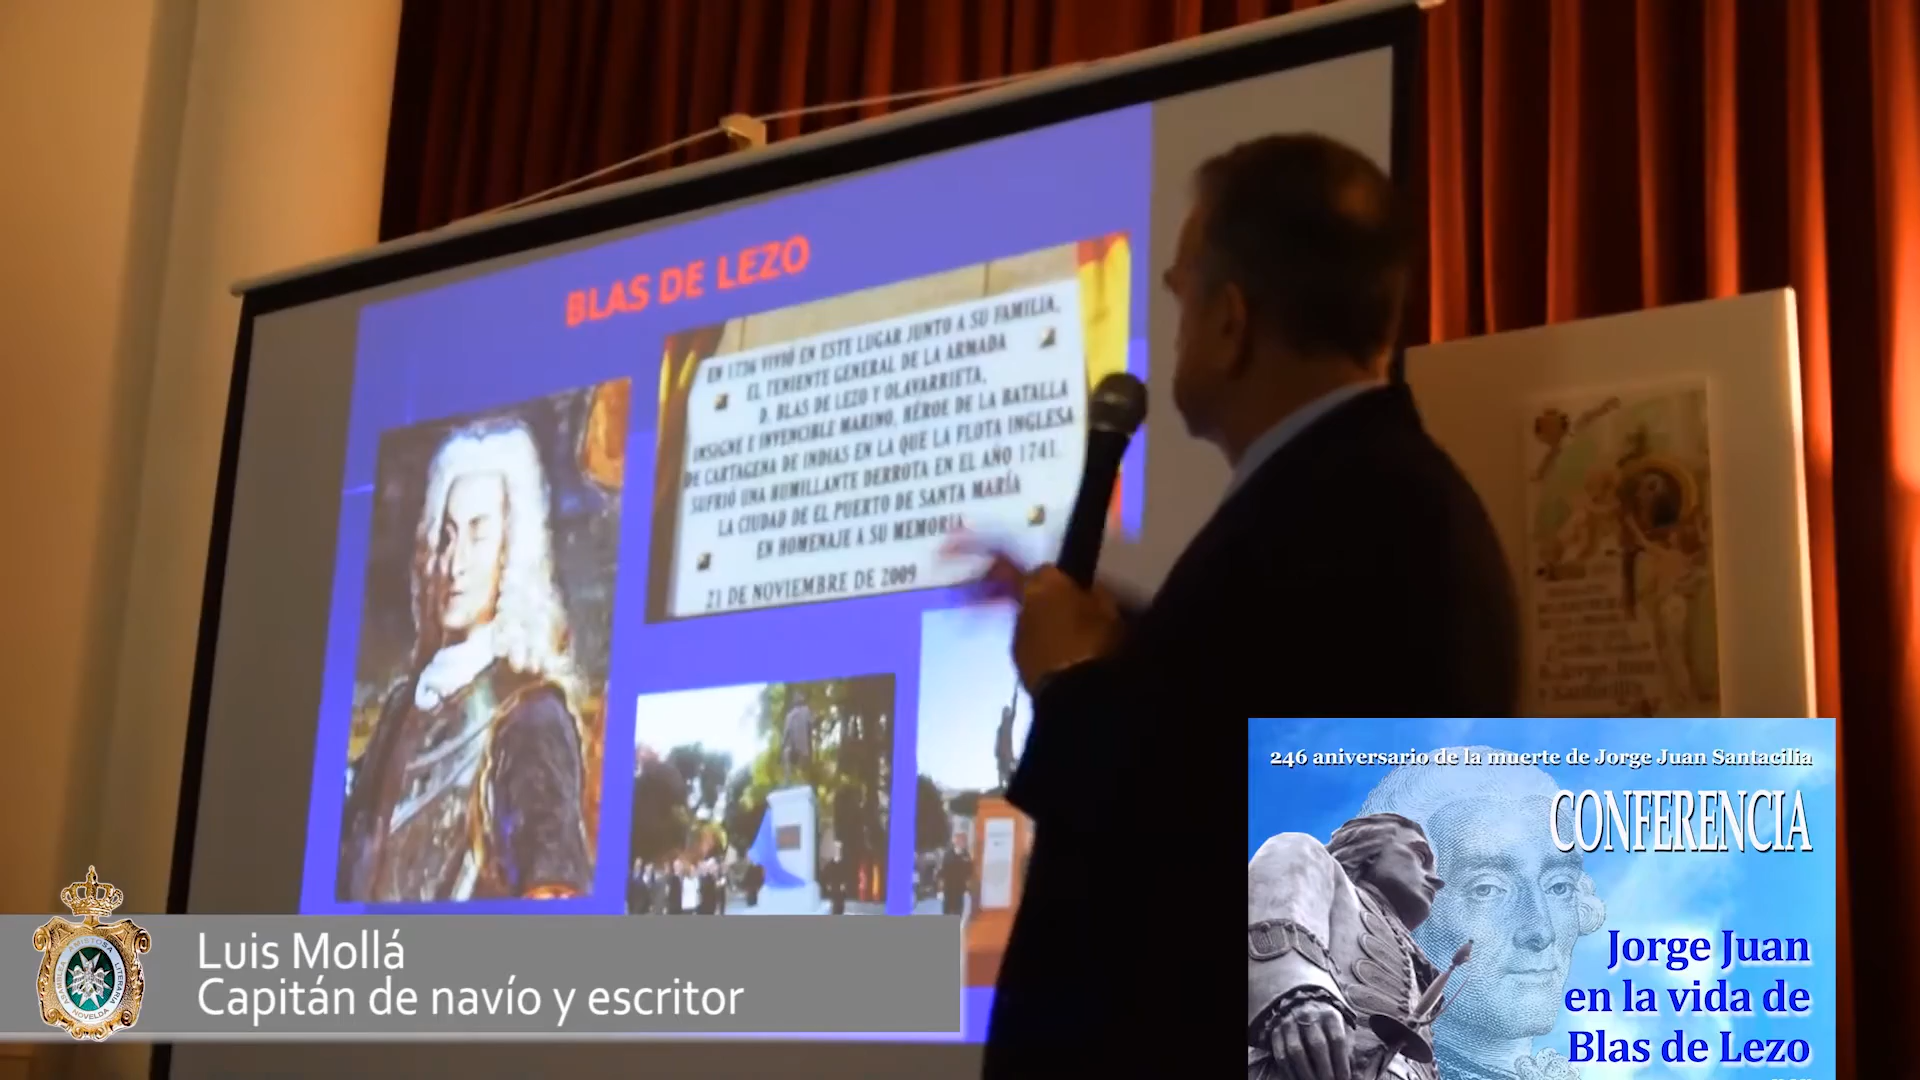 BLAS DE LEZO
EN 1736 VIVIÓ EN ESTE LUGAR JUNTO A SU FAMILIA,
EL TENIENTE GENERAL DE LA ARMADA
D. BLAS DE LEZO Y OLAVARRIETA,
INSIGNE E INVENCIBLE MARINO, HÉROE DE LA BATALLA
DE CARTAGENA DE INDIAS EN LA QUE LA FLOTA INGLESA
SUFRIÓ UNA HUMILLANTE DERROTA EN EL AÑO 1741.
LA CIUDAD DE EL PUERTO DE SANTA MARÍA
EN HOMENAJE A SU MEMORIA
21 DE NOVIEMBRE DE 2009
246 aniversario de la muerte de Jorge Juan Santacilia
CONFERENCIA
Jorge Juan
en la vida de
Blas de Lezo
Luis Mollá
Capitán de navío y escritor
ASAMBLEA AMISTOSA LITERARIA
NOVELDA